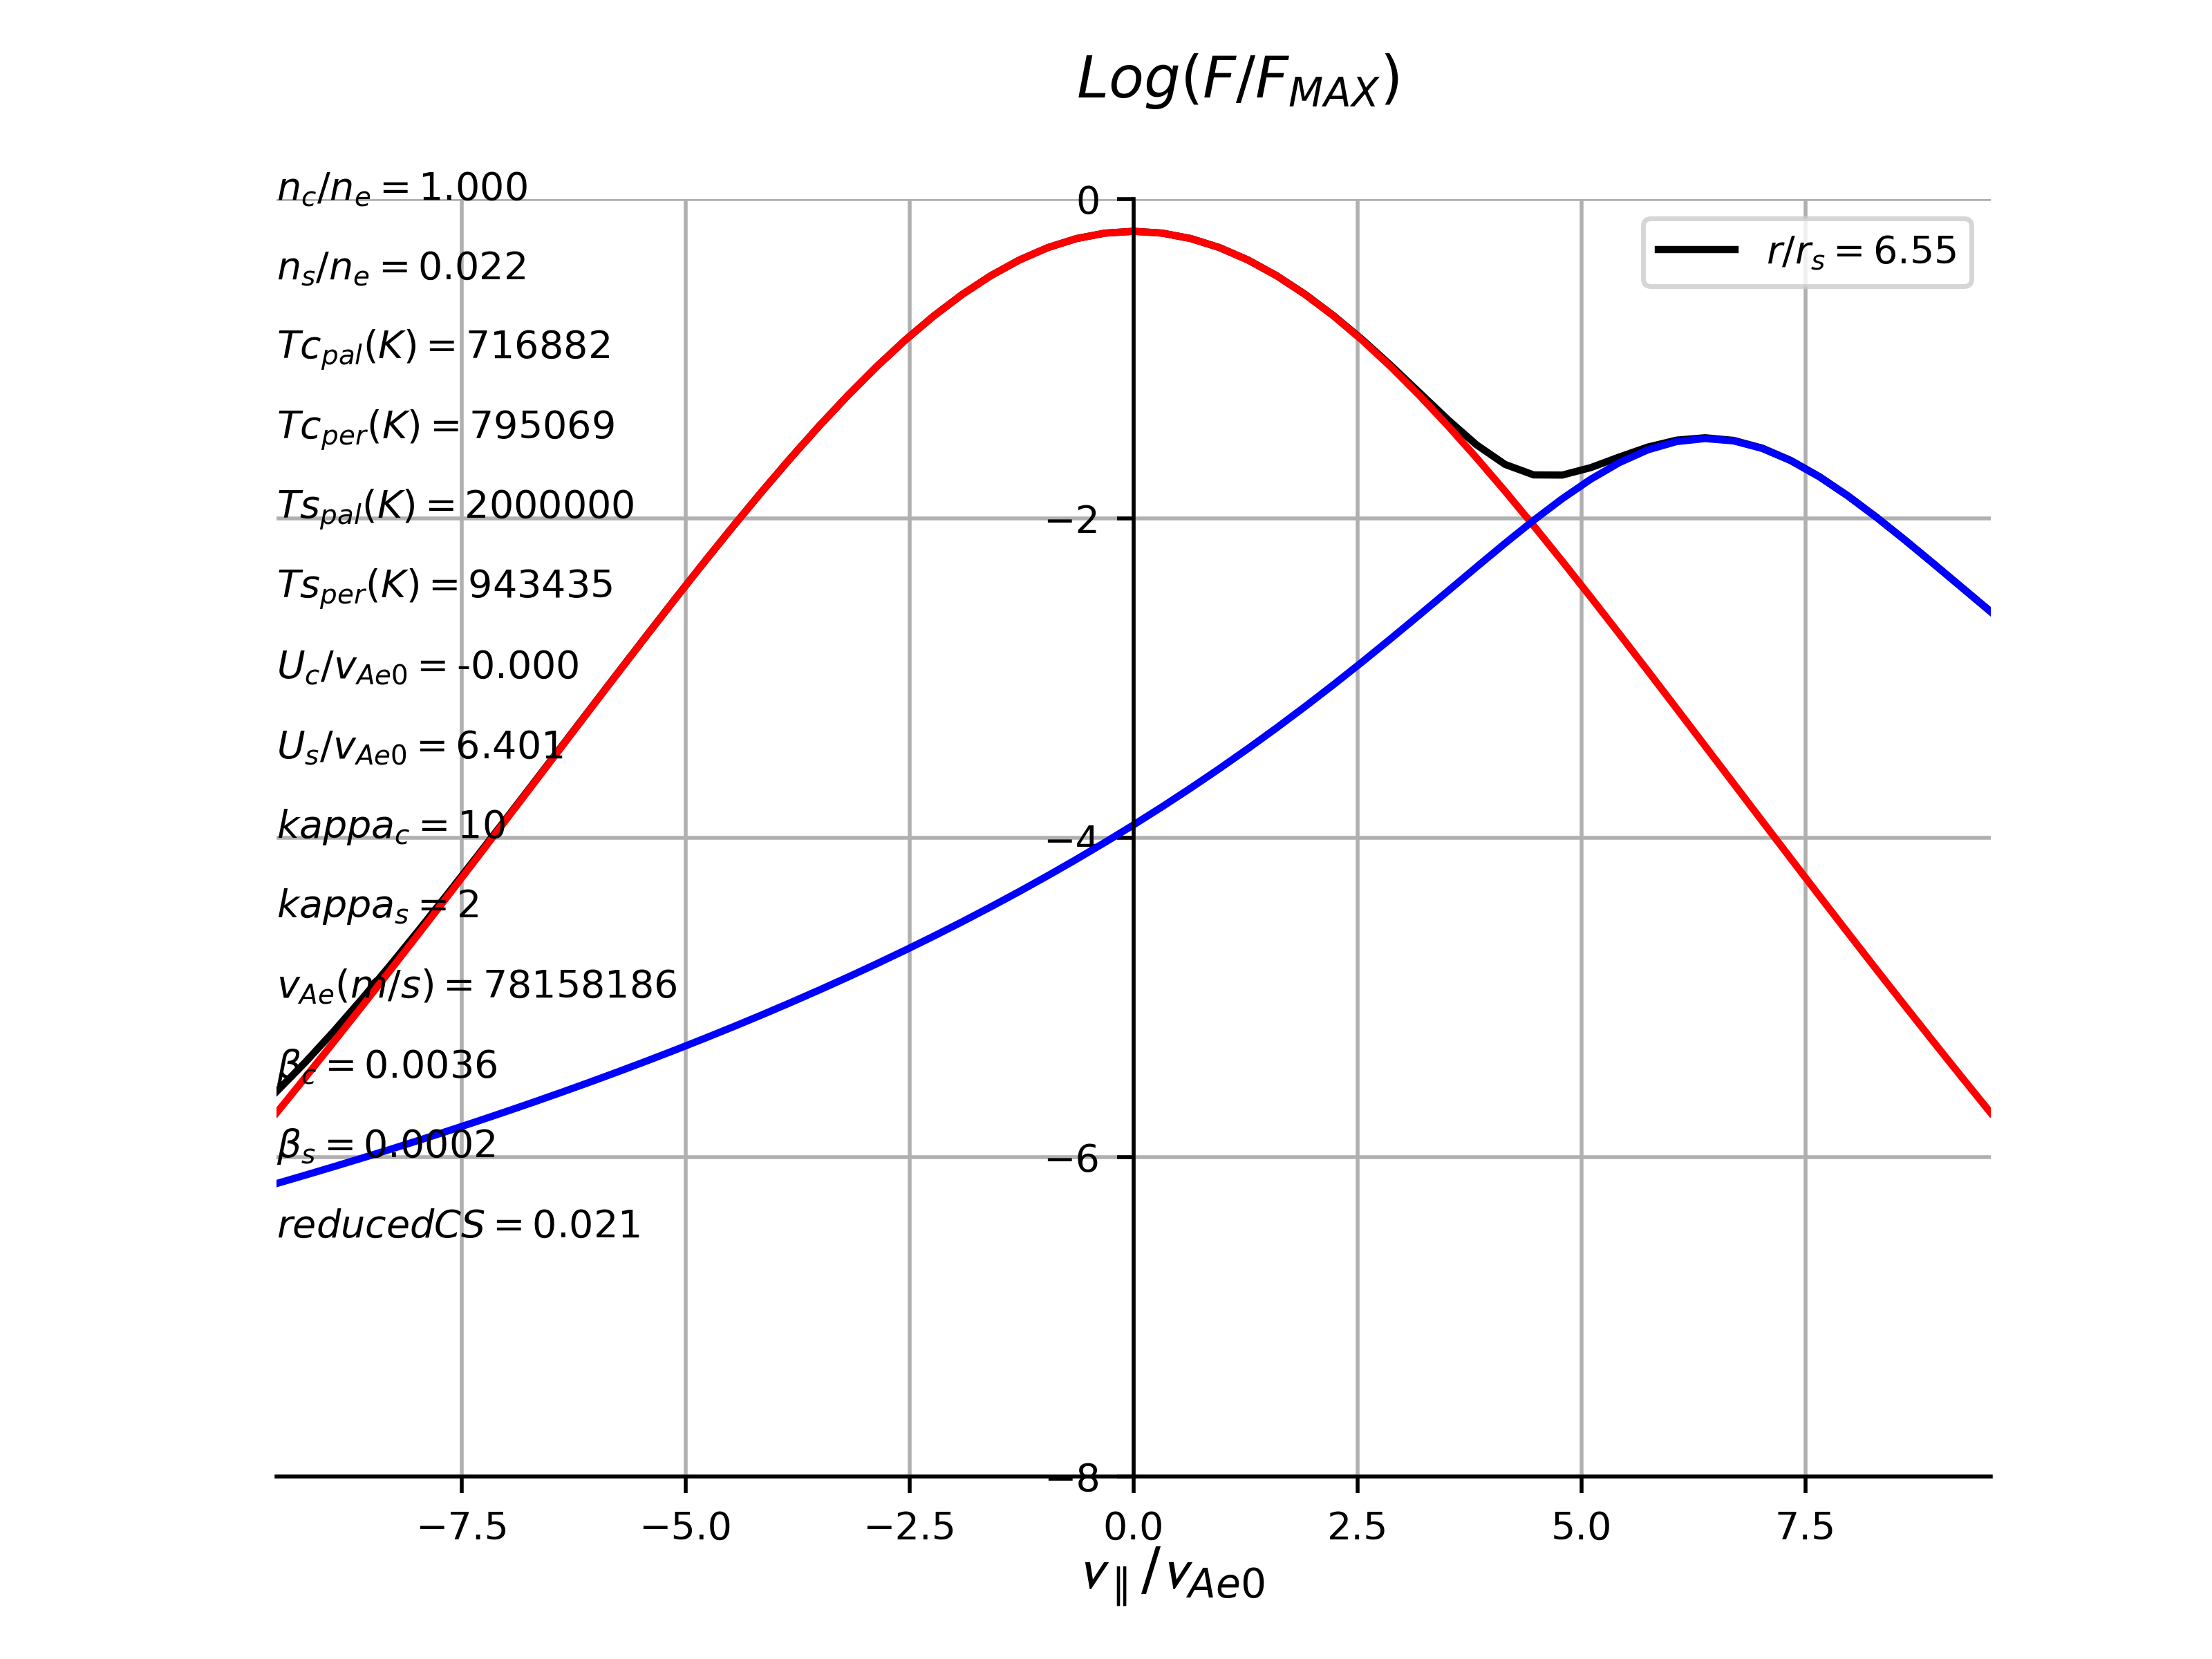 Log(F/F_MAX)
n_c/n_e = 1.000
n_s/n_e = 0.022
Tc_pal(K) = 716882
Tc_per(K) = 795069
Ts_pal(K) = 2000000
Ts_per(K) = 943435
U_c/v_Ae0 = -0.000
U_s/v_Ae0 = 6.401
kappa_c = 10
kappa_s = 2
v_Ae(m/s) = 78158186
β_c = 0.0036
β_s = 0.0002
reducedCS = 0.021
r/r_s = 6.55
0
−2
−4
−6
−8
−7.5 −5.0 −2.5 0.0 2.5 5.0 7.5
v_∥/v_Ae0